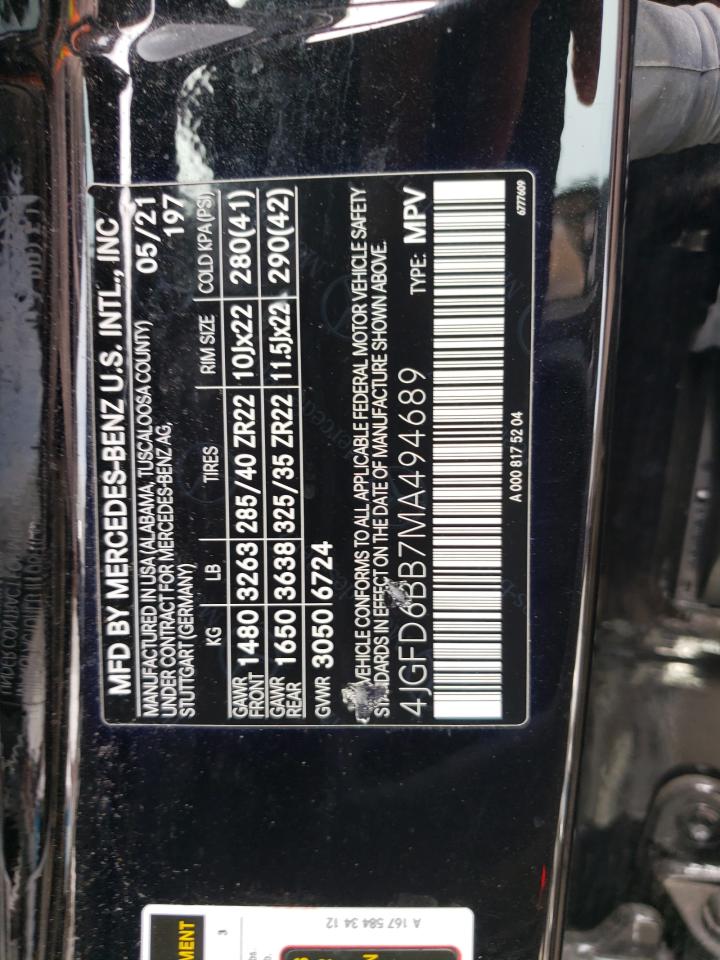 MFD BY MERCEDES-BENZ U.S. INTL., INC
MANUFACTURED IN USA (ALABAMA, TUSCALOOSA COUNTY) 05/21
UNDER CONTRACT FOR MERCEDES-BENZ AG, 197
STUTTGART (GERMANY)
KG LB TIRES RIM SIZE COLD KPA (PSI)
GAWR FRONT 1480 3263 285/40 ZR22 10Jx22 280(41)
GAWR REAR 1650 3638 325/35 ZR22 11.5Jx22 290(42)
GVWR 3050 6724
VEHICLE CONFORMS TO ALL APPLICABLE FEDERAL MOTOR VEHICLE SAFETY
STANDARDS IN EFFECT ON THE DATE OF MANUFACTURE SHOWN ABOVE.
4JGFD6BB7MA494689 TYPE: MPV
A 000 817 52 04 6777609
A 167 584 34 12
3